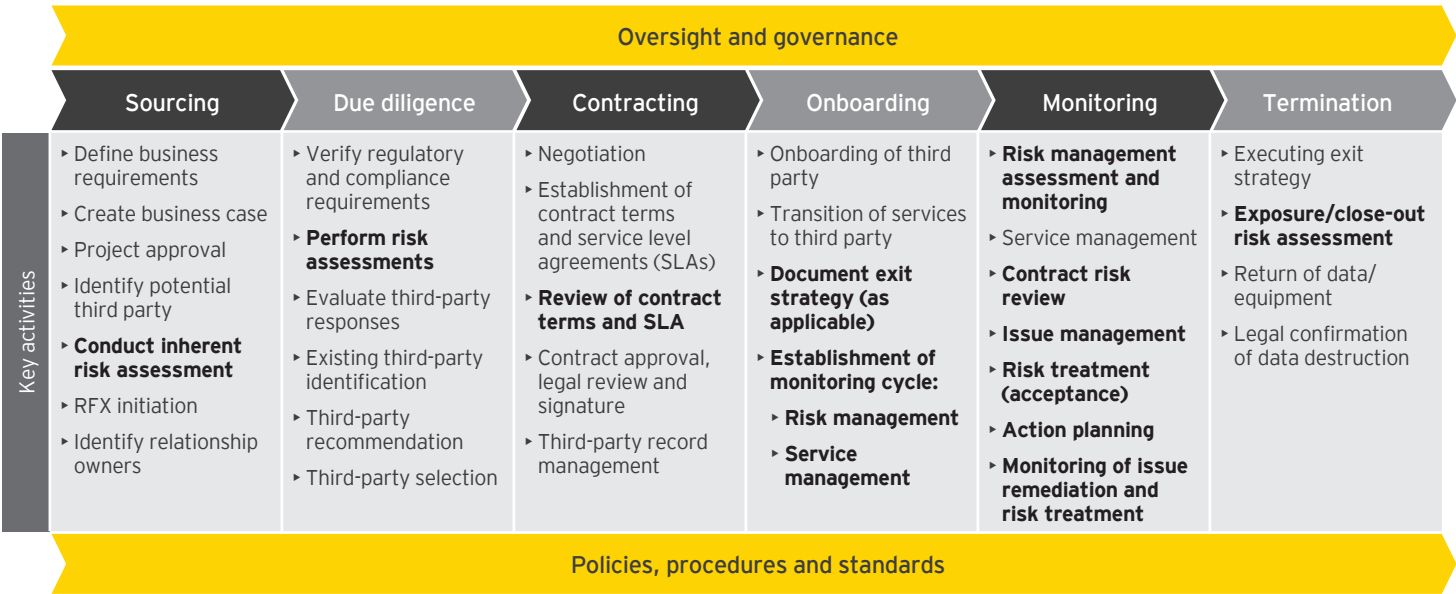 Oversight and governance
Sourcing
Due diligence
Contracting
Onboarding
Monitoring
Termination
Key activities
‣ Define business
requirements
‣ Create business case
‣ Project approval
‣ Identify potential
third party
‣ Conduct inherent
risk assessment
‣ RFX initiation
‣ Identify relationship
owners
‣ Verify regulatory
and compliance
requirements
‣ Perform risk
assessments
‣ Evaluate third-party
responses
‣ Existing third-party
identification
‣ Third-party
recommendation
‣ Third-party selection
‣ Negotiation
‣ Establishment of
contract terms
and service level
agreements (SLAs)
‣ Review of contract
terms and SLA
‣ Contract approval,
legal review and
signature
‣ Third-party record
management
‣ Onboarding of third
party
‣ Transition of services
to third party
‣ Document exit
strategy (as
applicable)
‣ Establishment of
monitoring cycle:
‣ Risk management
‣ Service
management
‣ Risk management
assessment and
monitoring
‣ Service management
‣ Contract risk
review
‣ Issue management
‣ Risk treatment
(acceptance)
‣ Action planning
‣ Monitoring of issue
remediation and
risk treatment
‣ Executing exit
strategy
‣ Exposure/close-out
risk assessment
‣ Return of data/
equipment
‣ Legal confirmation
of data destruction
Policies, procedures and standards